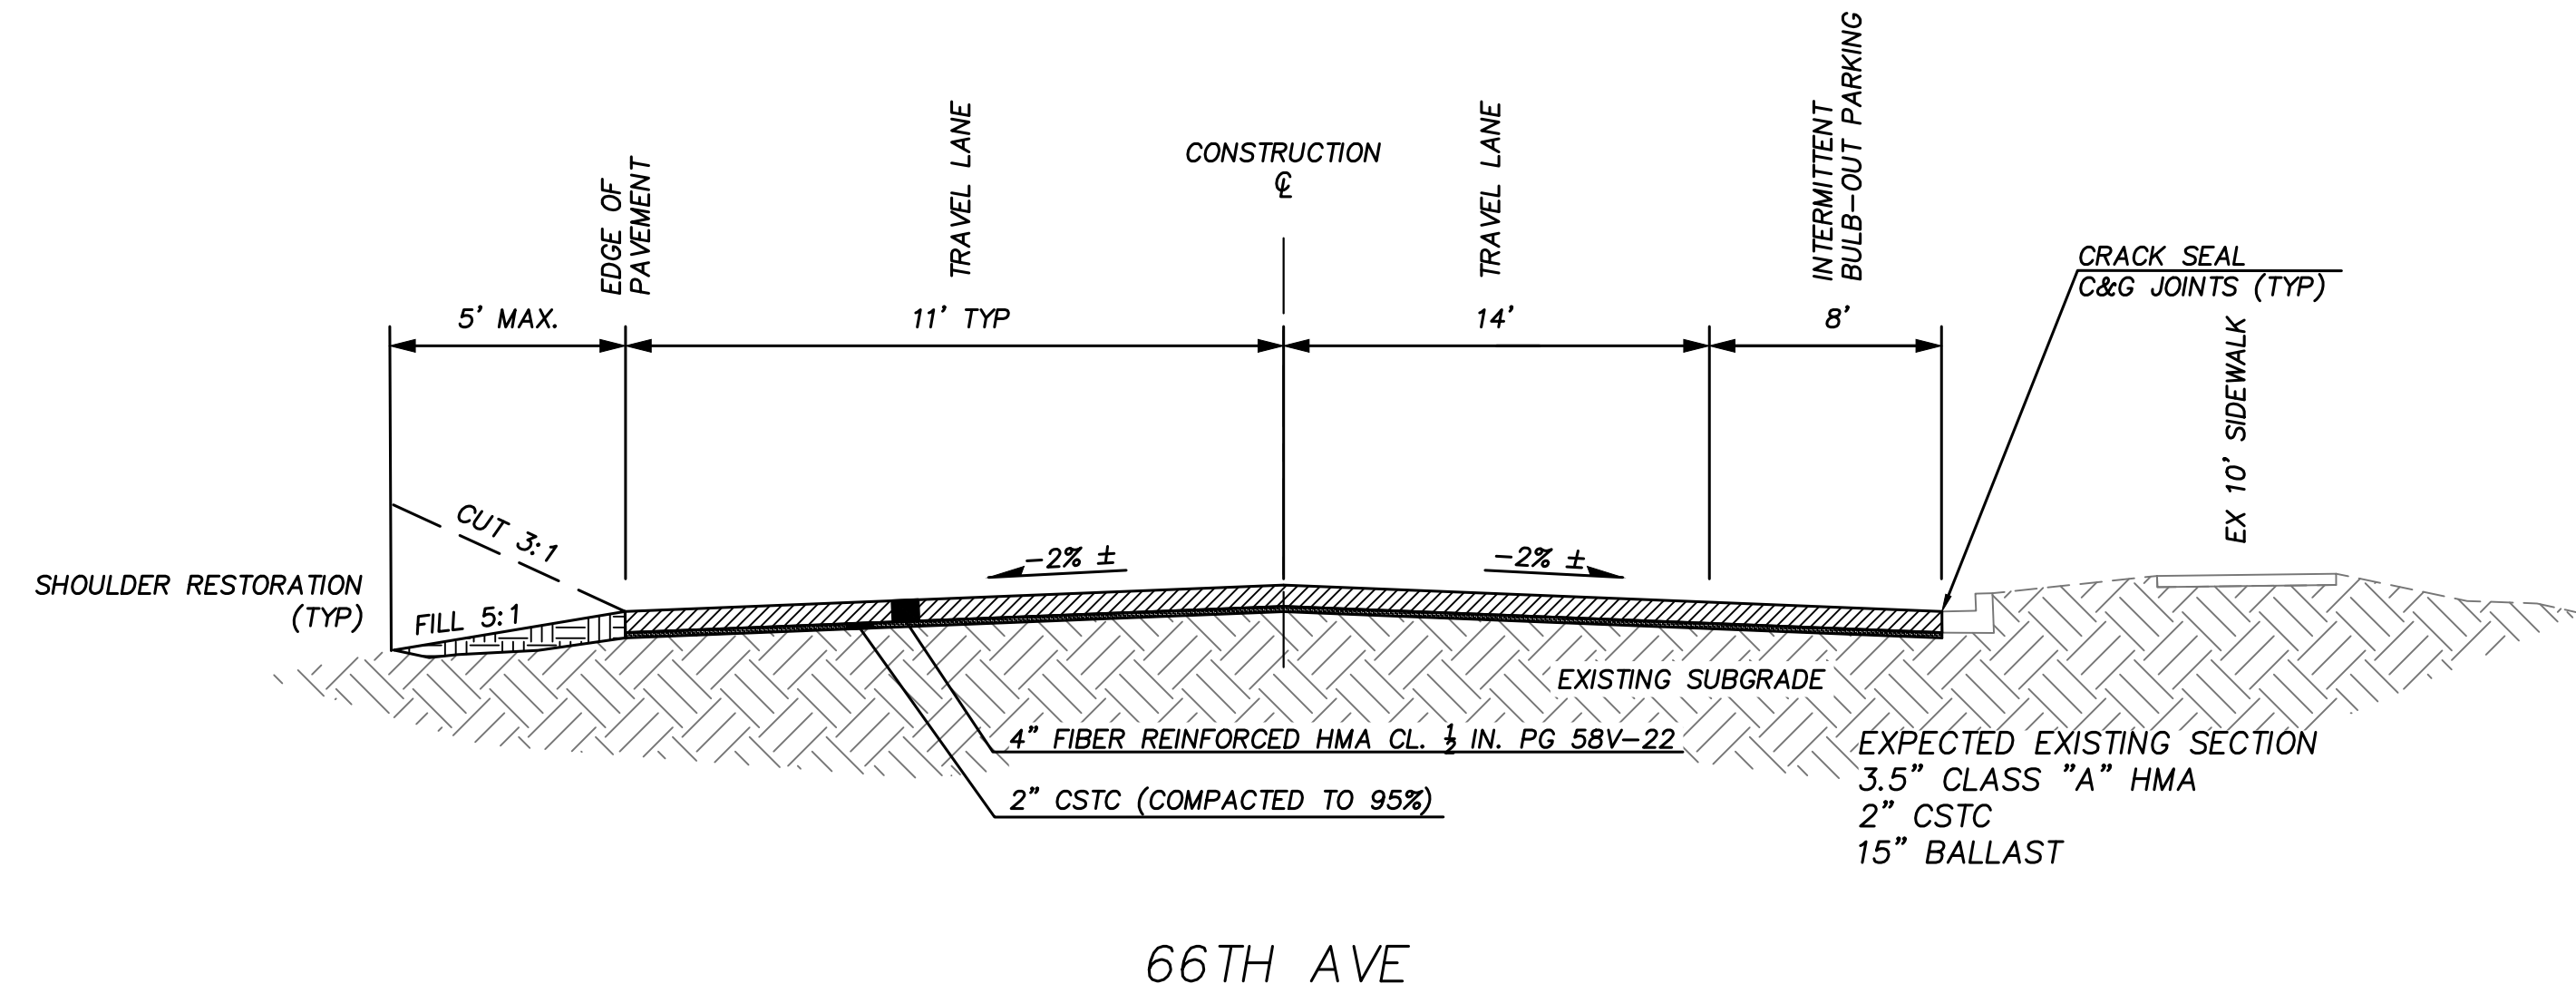 EDGE OF
PAVEMENT
TRAVEL LANE
CONSTRUCTION
℄
TRAVEL LANE
INTERMITTENT
BULB-OUT PARKING
5' MAX.
11' TYP
14'
8'
CRACK SEAL
C&G JOINTS (TYP)
EX 10' SIDEWALK
CUT 3:1
SHOULDER RESTORATION
(TYP)
FILL 5:1
-2% ±
-2% ±
EXISTING SUBGRADE
4" FIBER REINFORCED HMA CL. ½ IN. PG 58V-22
2" CSTC (COMPACTED TO 95%)
EXPECTED EXISTING SECTION
3.5" CLASS "A" HMA
2" CSTC
15" BALLAST
66TH AVE